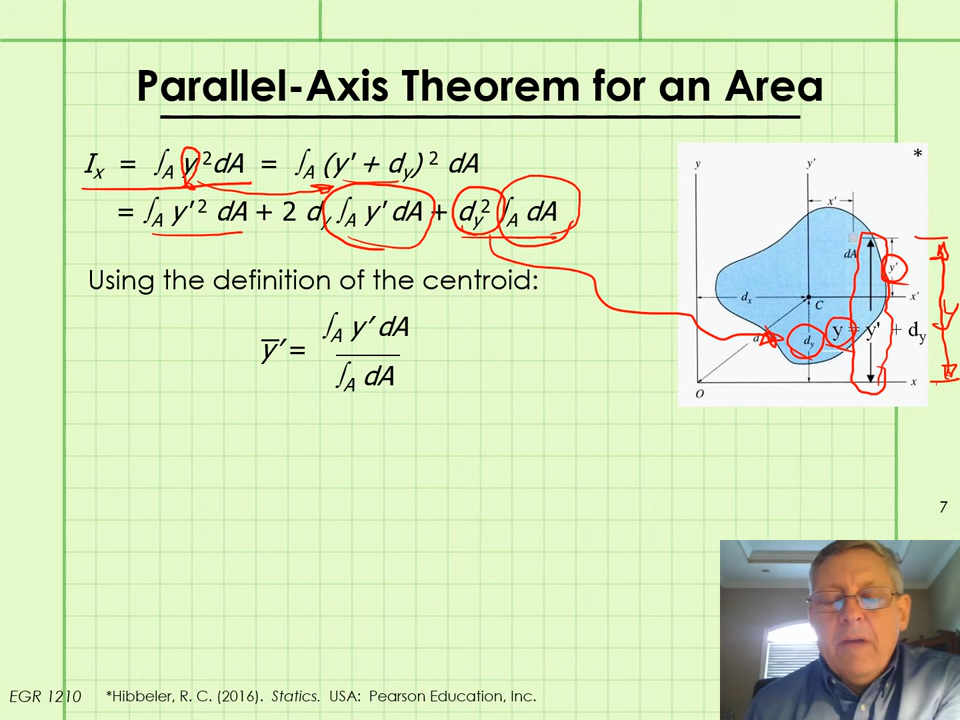 Parallel-Axis Theorem for an Area
Iₓ = ∫A y ² dA = ∫A (y' + dy) ² dA
= ∫A y' ² dA + 2 dy ∫A y' dA + dy² ∫A dA
Using the definition of the centroid:
y̅' = ∫A y' dA
∫A dA
*
y y'
x'
dA
y'
dx C x'
y = y' + dy
d dy
y
x
O
7
EGR 1210 *Hibbeler, R. C. (2016). Statics. USA: Pearson Education, Inc.